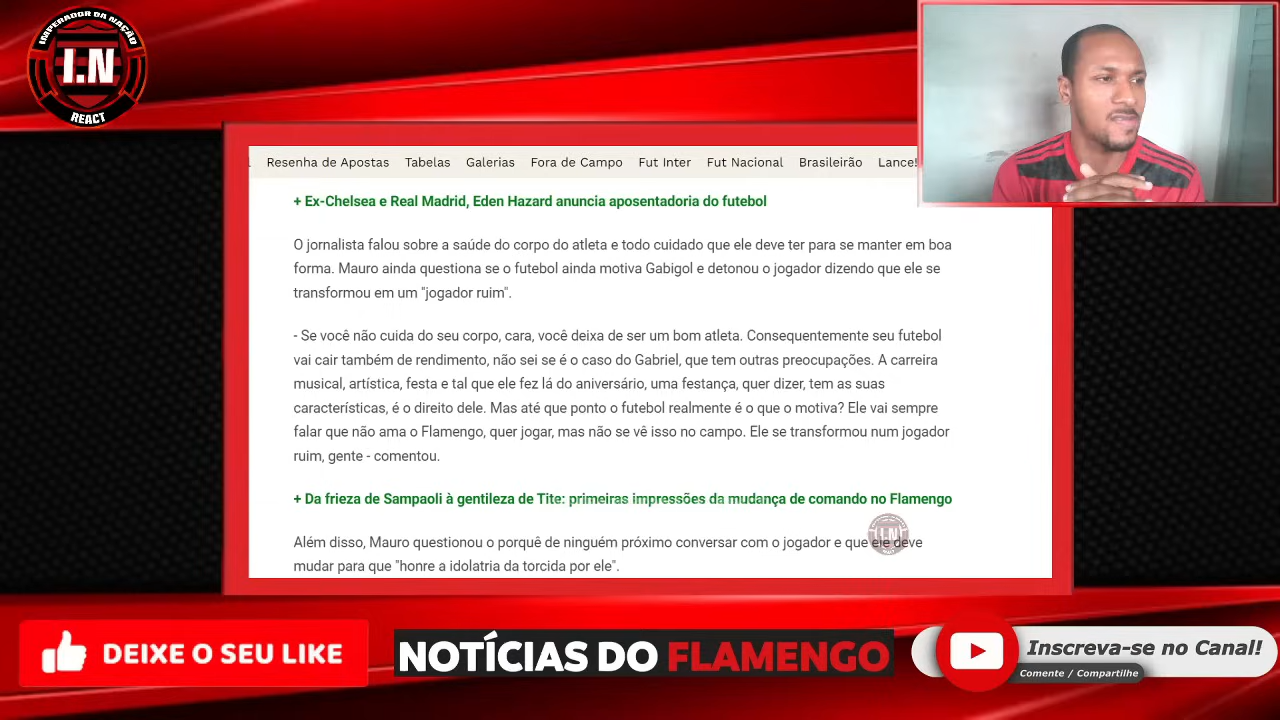 IMPERADOR DA NAÇÃO
I.N
REACT
Resenha de Apostas Tabelas Galerias Fora de Campo Fut Inter Fut Nacional Brasileirão Lance!
+ Ex-Chelsea e Real Madrid, Eden Hazard anuncia aposentadoria do futebol
O jornalista falou sobre a saúde do corpo do atleta e todo cuidado que ele deve ter para se manter em boa
forma. Mauro ainda questiona se o futebol ainda motiva Gabigol e detonou o jogador dizendo que ele se
transformou em um "jogador ruim".
- Se você não cuida do seu corpo, cara, você deixa de ser um bom atleta. Consequentemente seu futebol
vai cair também de rendimento, não sei se é o caso do Gabriel, que tem outras preocupações. A carreira
musical, artística, festa e tal que ele fez lá do aniversário, uma festança, quer dizer, tem as suas
características, é o direito dele. Mas até que ponto o futebol realmente é o que o motiva? Ele vai sempre
falar que não ama o Flamengo, quer jogar, mas não se vê isso no campo. Ele se transformou num jogador
ruim, gente - comentou.
+ Da frieza de Sampaoli à gentileza de Tite: primeiras impressões da mudança de comando no Flamengo
Além disso, Mauro questionou o porquê de ninguém próximo conversar com o jogador e que ele deve
mudar para que "honre a idolatria da torcida por ele".
I.N
DEIXE O SEU LIKE
NOTÍCIAS DO FLAMENGO
Inscreva-se no Canal!
Comente / Compartilhe